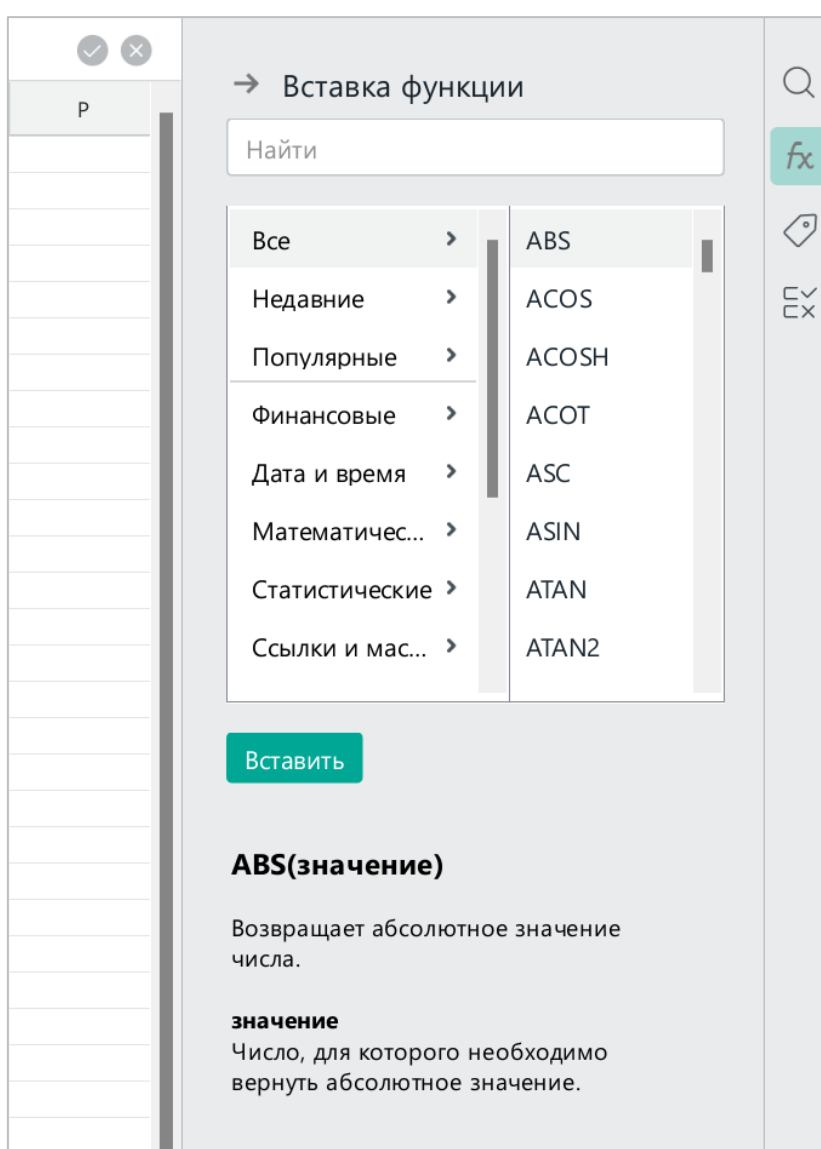 → Вставка функции
P
Найти
Все
Недавние
Популярные
Финансовые
Дата и время
Математичес...
Статистические
Ссылки и мас...
ABS
ACOS
ACOSH
ACOT
ASC
ASIN
ATAN
ATAN2
fx
Вставить
ABS(значение)
Возвращает абсолютное значение
числа.
значение
Число, для которого необходимо
вернуть абсолютное значение.